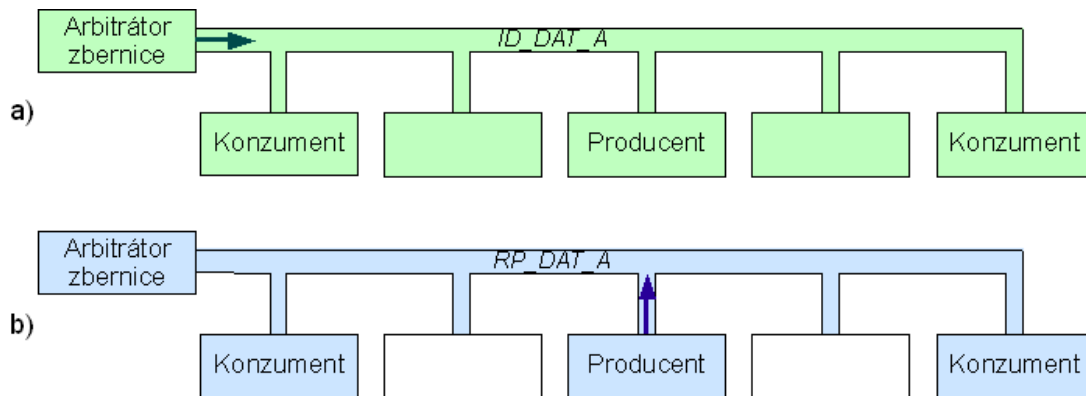 Arbitrátor
zbernice
ID_DAT_A
a)
Konzument
Producent
Konzument
Arbitrátor
zbernice
RP_DAT_A
b)
Konzument
Producent
Konzument